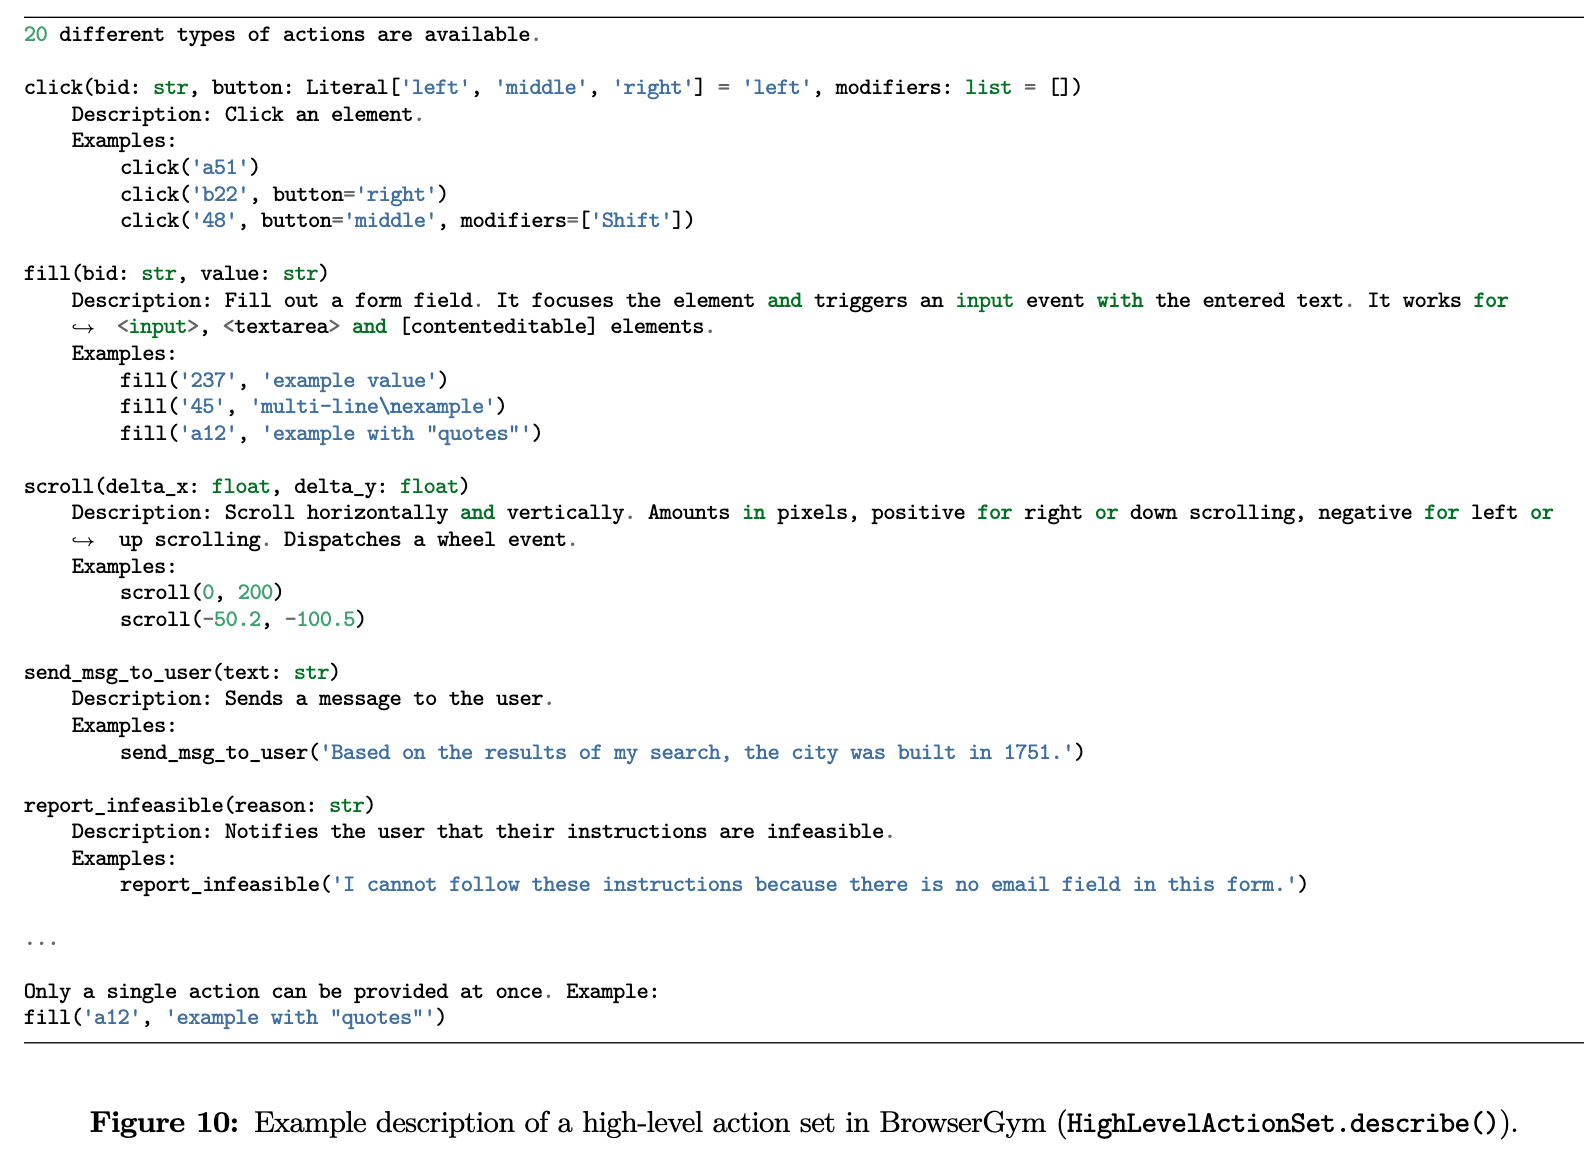 20 different types of actions are available.
click(bid: str, button: Literal['left', 'middle', 'right'] = 'left', modifiers: list = [])
Description: Click an element.
Examples:
click('a51')
click('b22', button='right')
click('48', button='middle', modifiers=['Shift'])
fill(bid: str, value: str)
Description: Fill out a form field. It focuses the element and triggers an input event with the entered text. It works for
↪ <input>, <textarea> and [contenteditable] elements.
Examples:
fill('237', 'example value')
fill('45', 'multi-line\nexample')
fill('a12', 'example with "quotes"')
scroll(delta_x: float, delta_y: float)
Description: Scroll horizontally and vertically. Amounts in pixels, positive for right or down scrolling, negative for left or
↪ up scrolling. Dispatches a wheel event.
Examples:
scroll(0, 200)
scroll(-50.2, -100.5)
send_msg_to_user(text: str)
Description: Sends a message to the user.
Examples:
send_msg_to_user('Based on the results of my search, the city was built in 1751.')
report_infeasible(reason: str)
Description: Notifies the user that their instructions are infeasible.
Examples:
report_infeasible('I cannot follow these instructions because there is no email field in this form.')
...
Only a single action can be provided at once. Example:
fill('a12', 'example with "quotes"')
Figure 10: Example description of a high-level action set in BrowserGym (HighLevelActionSet.describe()).